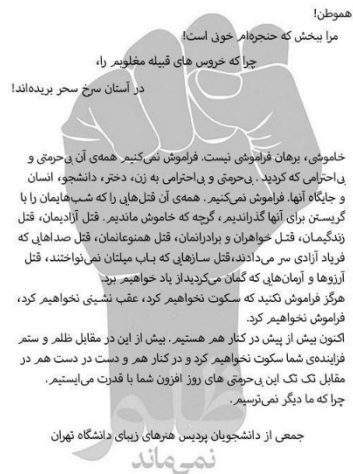 هموطن!
مرا ببخش که حنجره‌ام خونی است!
چرا که خروس های قبیله مغلوبم را،
در آستان سرخ سحر بریده‌اند!
خاموشی، برهان فراموشی نیست. فراموش نمی‌کنیم همه‌ی آن بی‌حرمتی و
بی‌احترامی که کردید . بی‌حرمتی و بی‌احترامی به زن، دختر، دانشجو، انسان
و جایگاه آنها. فراموش نمی‌کنیم. همه‌ی آن قتل‌هایی را که شب‌هایمان را با
گریستن برای آنها گذراندیم، گرچه که خاموش ماندیم. قتل آزادیمان، قتل
زندگیمان، قتل خواهران و برادرانمان، قتل همنوعانمان، قتل صداهایی که
فریاد آزادی سر می‌دادند،قتل سازهایی که باب میلتان نمی‌نواختند، قتل
آرزوها و آرمان‌هایی که گمان می‌کردیداز یاد خواهیم برد.
هرگز فراموش نکنید که سکوت نخواهیم کرد، عقب نشینی نخواهیم کرد،
فراموش نخواهیم کرد.
اکنون بیش از پیش در کنار هم هستیم. بیش از این در مقابل ظلم و ستم
فزاینده‌ی شما سکوت نخواهیم کرد و در کنار هم و دست در دست هم در
مقابل تک تک این بی‌حرمتی های روز افزون شما با قدرت می‌ایستیم.
چرا که ما دیگر نمی‌ترسیم.
جمعی از دانشجویان پردیس هنرهای زیبای دانشگاه تهران
ظلم
نمی‌ماند